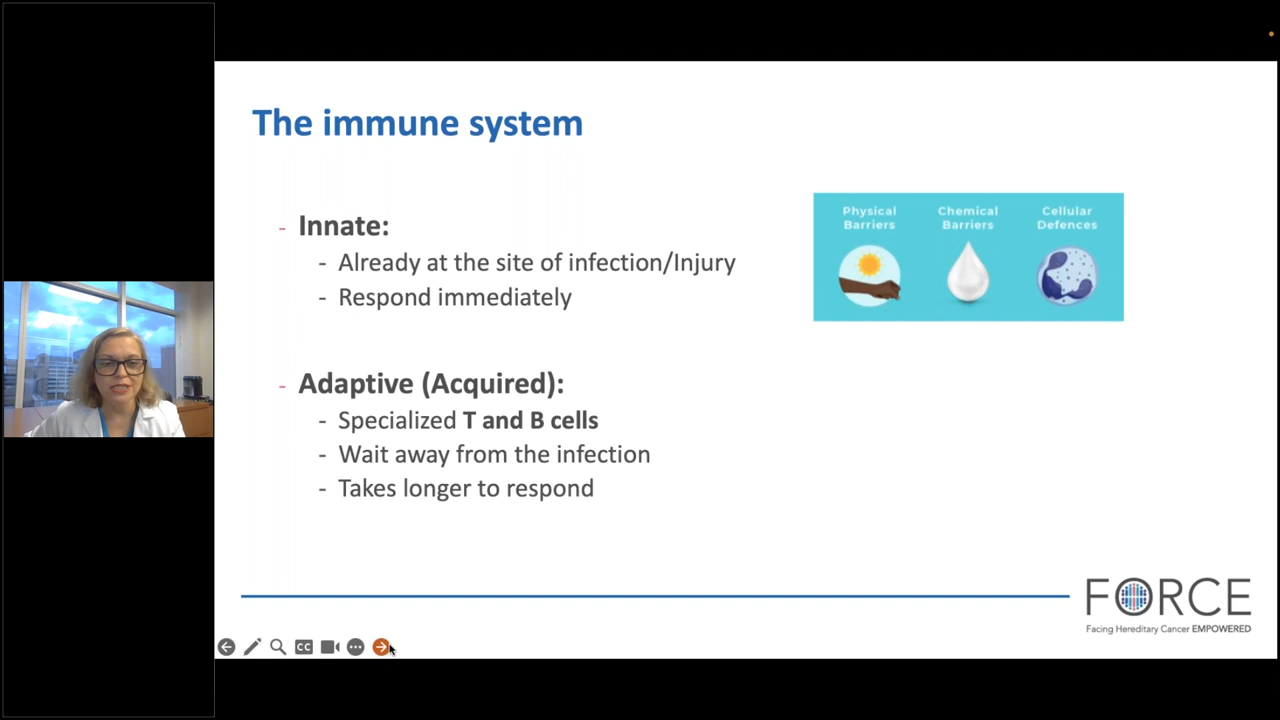 The immune system
- Innate:
- Already at the site of infection/Injury
- Respond immediately
- Adaptive (Acquired):
- Specialized T and B cells
- Wait away from the infection
- Takes longer to respond
Physical Barriers
Chemical Barriers
Cellular Defences
FORCE
Facing Hereditary Cancer EMPOWERED
CC